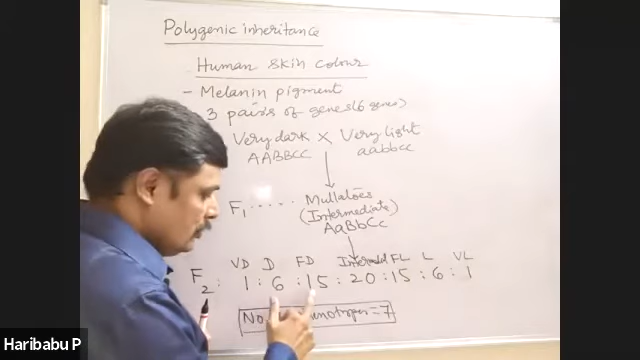 Polygenic inheritance
Human skin colour
- Melanin pigment
3 pairs of genes (6 genes)
Very dark X Very light
AABBCC aabbcc
F1 ..... Mullatoes
(Intermediate)
AaBbCc
VD D FD Intermed FL L VL
F2 : 1 : 6 : 15 : 20 : 15 : 6 : 1
No = 7
Haribabu P